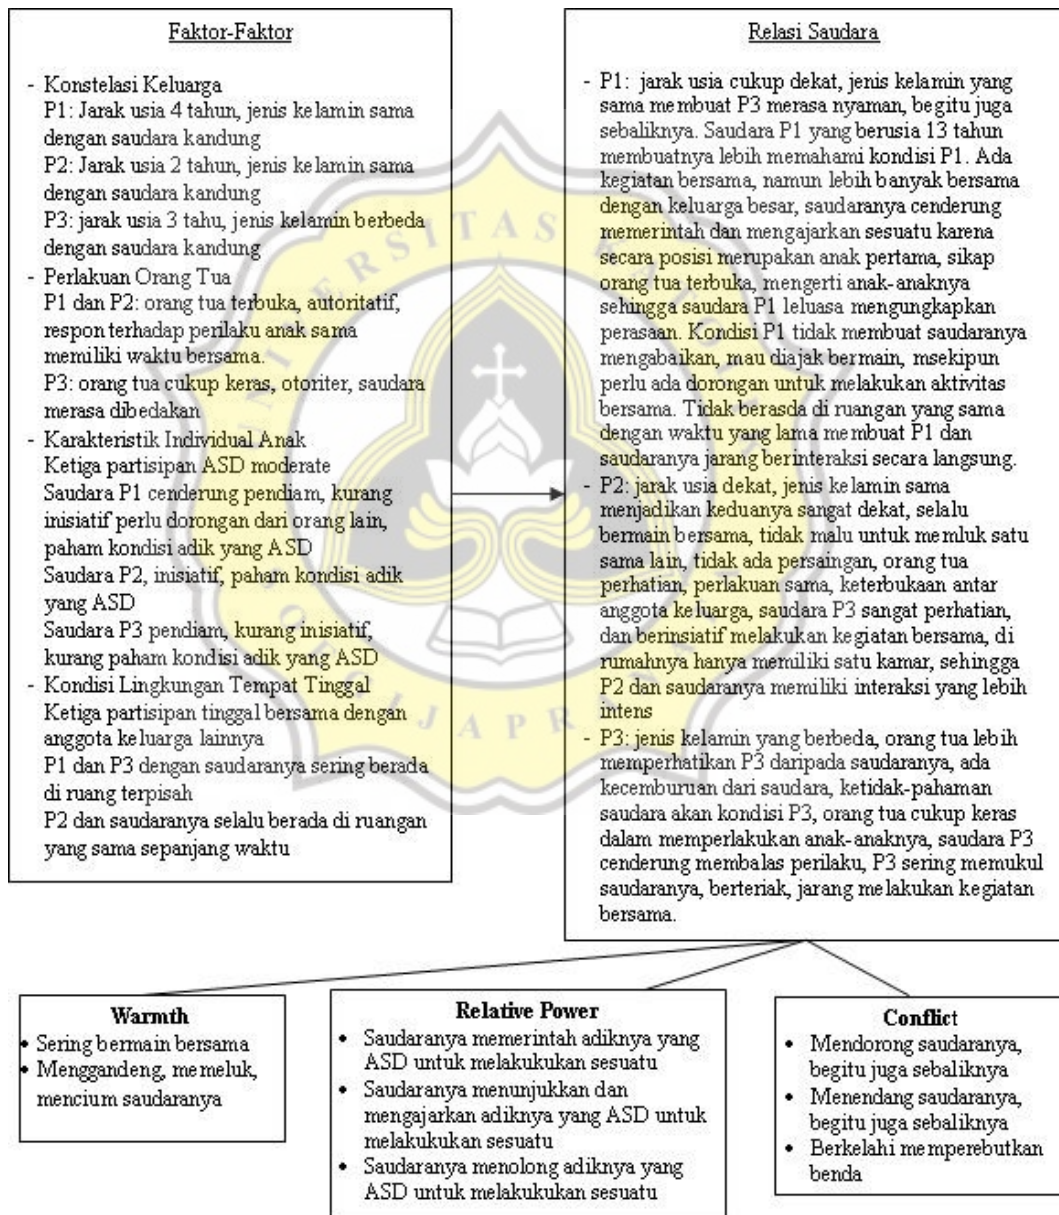 Faktor-Faktor
- Konstelasi Keluarga
P1: Jarak usia 4 tahun, jenis kelamin sama
dengan saudara kandung
P2: Jarak usia 2 tahun, jenis kelamin sama
dengan saudara kandung
P3: jarak usia 3 tahu, jenis kelamin berbeda
dengan saudara kandung
- Perlakuan Orang Tua
P1 dan P2: orang tua terbuka, autoritatif,
respon terhadap perilaku anak sama
memiliki waktu bersama.
P3: orang tua cukup keras, otoriter, saudara
merasa dibedakan
- Karakteristik Individual Anak
Ketiga partisipan ASD moderate
Saudara P1 cenderung pendiam, kurang
inisiatif perlu dorongan dari orang lain,
paham kondisi adik yang ASD
Saudara P2, inisiatif, paham kondisi adik
yang ASD
Saudara P3 pendiam, kurang inisiatif,
kurang paham kondisi adik yang ASD
- Kondisi Lingkungan Tempat Tinggal
Ketiga partisipan tinggal bersama dengan
anggota keluarga lainnya
P1 dan P3 dengan saudaranya sering berada
di ruang terpisah
P2 dan saudaranya selalu berada di ruangan
yang sama sepanjang waktu
Relasi Saudara
- P1: jarak usia cukup dekat, jenis kelamin yang
sama membuat P3 merasa nyaman, begitu juga
sebaliknya. Saudara P1 yang berusia 13 tahun
membuatnya lebih memahami kondisi P1. Ada
kegiatan bersama, namun lebih banyak bersama
dengan keluarga besar, saudaranya cenderung
memerintah dan mengajarkan sesuatu karena
secara posisi merupakan anak pertama, sikap
orang tua terbuka, mengerti anak-anaknya
sehingga saudara P1 leluasa mengungkapkan
perasaan. Kondisi P1 tidak membuat saudaranya
mengabaikan, mau diajak bermain, msekipun
perlu ada dorongan untuk melakukan aktivitas
bersama. Tidak berasda di ruangan yang sama
dengan waktu yang lama membuat P1 dan
saudaranya jarang berinteraksi secara langsung.
- P2: jarak usia dekat, jenis kelamin sama
menjadikan keduanya sangat dekat, selalu
bermain bersama, tidak malu untuk memluk satu
sama lain, tidak ada persaingan, orang tua
perhatian, perlakuan sama, keterbukaan antar
anggota keluarga, saudara P3 sangat perhatian,
dan berinsiatif melakukan kegiatan bersama, di
rumahnya hanya memiliki satu kamar, sehingga
P2 dan saudaranya memiliki interaksi yang lebih
intens
- P3: jenis kelamin yang berbeda, orang tua lebih
memperhatikan P3 daripada saudaranya, ada
kecemburuan dari saudara, ketidak-pahaman
saudara akan kondisi P3, orang tua cukup keras
dalam memperlakukan anak-anaknya, saudara P3
cenderung membalas perilaku, P3 sering memukul
saudaranya, berteriak, jarang melakukan kegiatan
bersama.
UNIVERSITAS KATOLIK
SOEGIJAPRANATA
Warmth
• Sering bermain bersama
• Menggandeng, memeluk,
mencium saudaranya
Relative Power
• Saudaranya memerintah adiknya yang
ASD untuk melakukukan sesuatu
• Saudaranya menunjukkan dan
mengajarkan adiknya yang ASD untuk
melakukukan sesuatu
• Saudaranya menolong adiknya yang
ASD untuk melakukukan sesuatu
Conflict
• Mendorong saudaranya,
begitu juga sebaliknya
• Menendang saudaranya,
begitu juga sebaliknya
• Berkelahi memperebutkan
benda